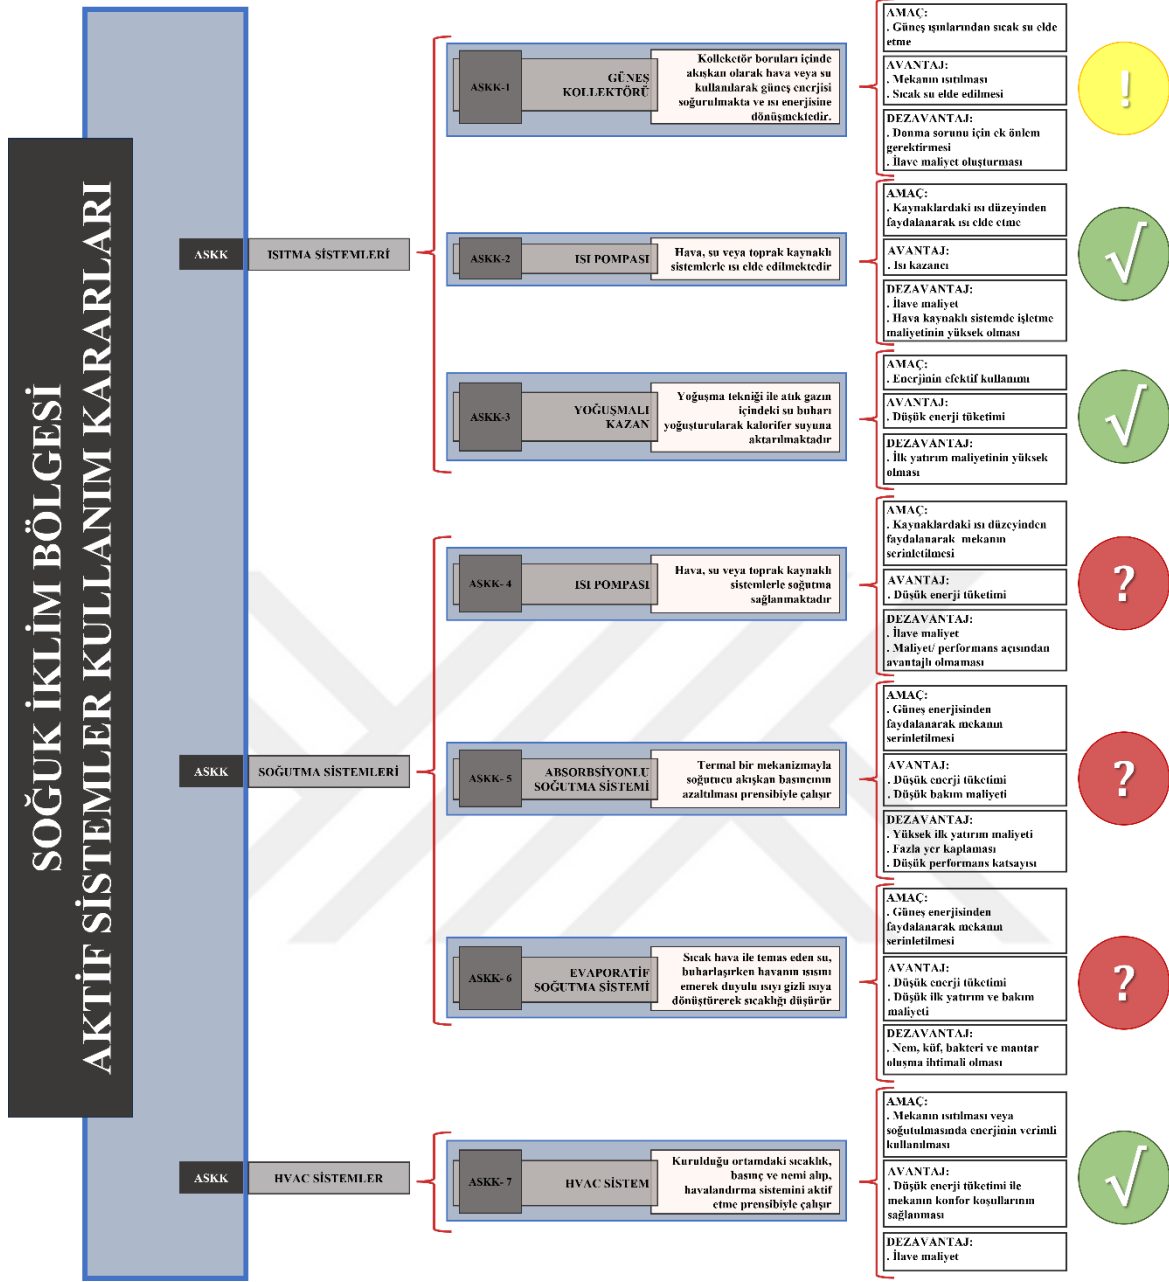 SOĞUK İKLİM BÖLGESİ
AKTİF SİSTEMLER KULLANIM KARARLARI
ASKK
ISITMA SİSTEMLERİ
ASKK-1
GÜNEŞ
KOLLEKTÖRÜ
Kolleketör boruları içinde
akışkan olarak hava veya su
kullanılarak güneş enerjisi
soğurulmakta ve ısı enerjisine
dönüşmektedir.
AMAÇ:
. Güneş ışınlarından sıcak su elde
etme
AVANTAJ:
. Mekanın ısıtılması
. Sıcak su elde edilmesi
DEZAVANTAJ:
. Donma sorunu için ek önlem
gerektirmesi
. İlave maliyet oluşturması
!
ASKK-2
ISI POMPASI
Hava, su veya toprak kaynaklı
sistemlerle ısı elde edilmektedir
AMAÇ:
. Kaynaklardaki ısı düzeyinden
faydalanarak ısı elde etme
AVANTAJ:
. Isı kazancı
DEZAVANTAJ:
. İlave maliyet
. Hava kaynaklı sistemde işletme
maliyetinin yüksek olması
√
ASKK-3
YOĞUŞMALI
KAZAN
Yoğuşma tekniği ile atık gazın
içindeki su buharı
yoğuşturularak kalorifer suyuna
aktarılmaktadır
AMAÇ:
. Enerjinin efektif kullanımı
AVANTAJ:
. Düşük enerji tüketimi
DEZAVANTAJ:
. İlk yatırım maliyetinin yüksek
olması
√
ASKK
SOĞUTMA SİSTEMLERİ
ASKK- 4
ISI POMPASI
Hava, su veya toprak kaynaklı
sistemlerle soğutma
sağlanmaktadır
AMAÇ:
. Kaynaklardaki ısı düzeyinden
faydalanarak  mekanın
serinletilmesi
AVANTAJ:
. Düşük enerji tüketimi
DEZAVANTAJ:
. İlave maliyet
. Maliyet/ performans açısından
avantajlı olmaması
?
ASKK- 5
ABSORBSİYONLU
SOĞUTMA SİSTEMİ
Termal bir mekanizmayla
soğutucu akışkan basıncının
azaltılması prensibiyle çalışır
AMAÇ:
. Güneş enerjisinden
faydalanarak mekanın
serinletilmesi
AVANTAJ:
. Düşük enerji tüketimi
. Düşük bakım maliyeti
DEZAVANTAJ:
. Yüksek ilk yatırım maliyeti
. Fazla yer kaplaması
. Düşük performans katsayısı
?
ASKK- 6
EVAPORATİF
SOĞUTMA SİSTEMİ
Sıcak hava ile temas eden su,
buharlaşırken havanın ısısını
emerek duyulu ısıyı gizli ısıya
dönüştürerek sıcaklığı düşürür
AMAÇ:
. Güneş enerjisinden
faydalanarak mekanın
serinletilmesi
AVANTAJ:
. Düşük enerji tüketimi
. Düşük ilk yatırım ve bakım
maliyeti
DEZAVANTAJ:
. Nem, küf, bakteri ve mantar
oluşma ihtimali olması
?
ASKK
HVAC SİSTEMLER
ASKK- 7
HVAC SİSTEM
Kurulduğu ortamdaki sıcaklık,
basınç ve nemi alıp,
havalandırma sistemini aktif
etme prensibiyle çalışır
AMAÇ:
. Mekanın ısıtılması veya
soğutulmasında enerjinin verimli
kullanılması
AVANTAJ:
. Düşük enerji tüketimi ile
mekanın konfor koşullarının
sağlanması
DEZAVANTAJ:
. İlave maliyet
√